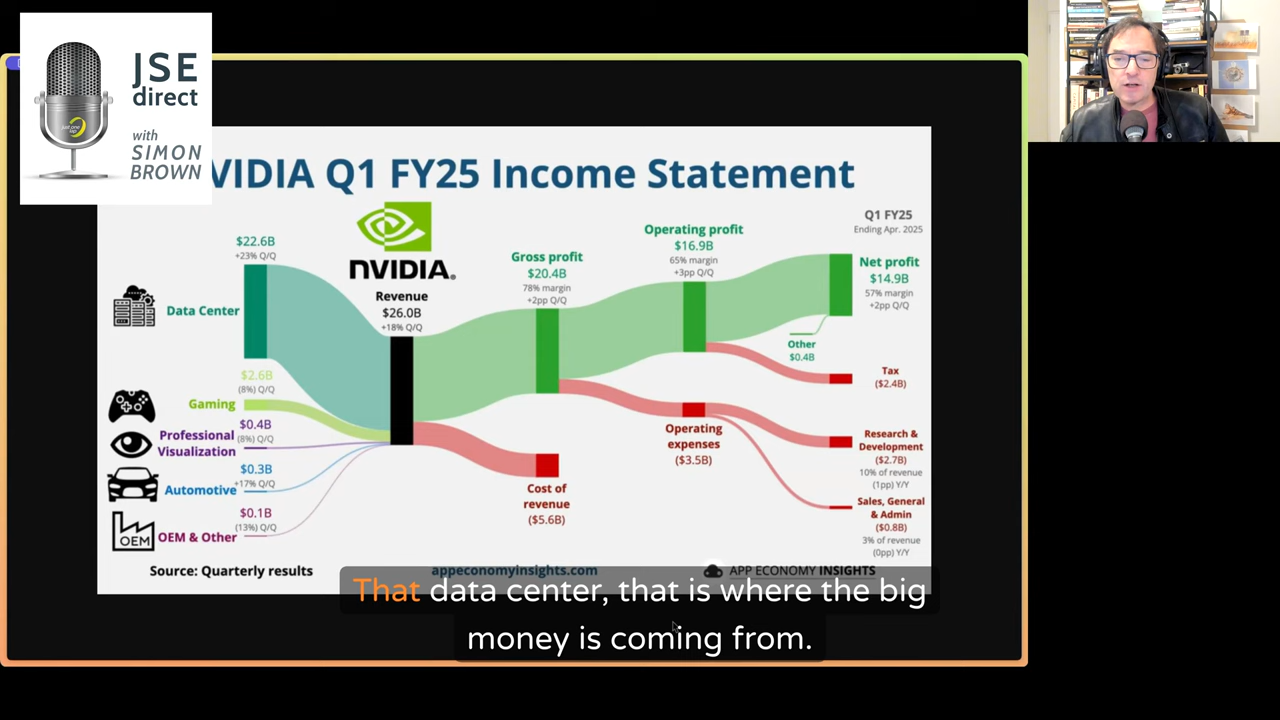 JSE
direct
with
SIMON
BROWN
VIDIA Q1 FY25 Income Statement
Q1 FY25
Ending Apr. 2025
$22.6B
+23% Q/Q
Data Center
$2.6B
(8%) Q/Q
Gaming
$0.4B
(8%) Q/Q
Professional
Visualization
$0.3B
+17% Q/Q
Automotive
$0.1B
(13%) Q/Q
OEM
OEM & Other
NVIDIA.
Revenue
$26.0B
+18% Q/Q
Gross profit
$20.4B
78% margin
+2pp Q/Q
Cost of
revenue
($5.6B)
Operating profit
$16.9B
65% margin
+3pp Q/Q
Operating
expenses
($3.5B)
Net profit
$14.9B
57% margin
+2pp Q/Q
Other
$0.4B
Tax
($2.4B)
Research &
Development
($2.7B)
10% of revenue
(1pp) Y/Y
Sales, General
& Admin
($0.8B)
3% of revenue
(0pp) Y/Y
Source: Quarterly results
appeconomyinsights.com
APP ECONOMY INSIGHTS
That data center, that is where the big
money is coming from.